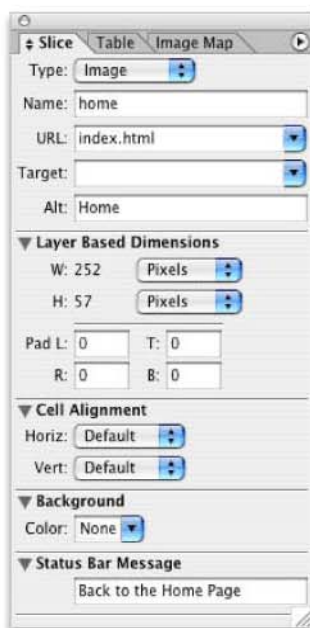 Slice Table Image Map
Type: Image
Name: home
URL: index.html
Target:
Alt: Home
Layer Based Dimensions
W: 252 Pixels
H: 57 Pixels
Pad L: 0 T: 0
R: 0 B: 0
Cell Alignment
Horiz: Default
Vert: Default
Background
Color: None
Status Bar Message
Back to the Home Page